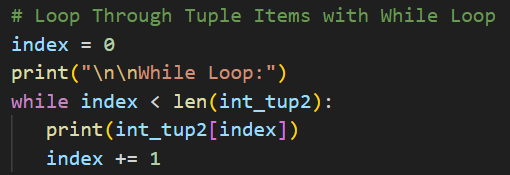 # Loop Through Tuple Items with While Loop
index = 0
print("\n\nWhile Loop:")
while index < len(int_tup2):
    print(int_tup2[index])
    index += 1